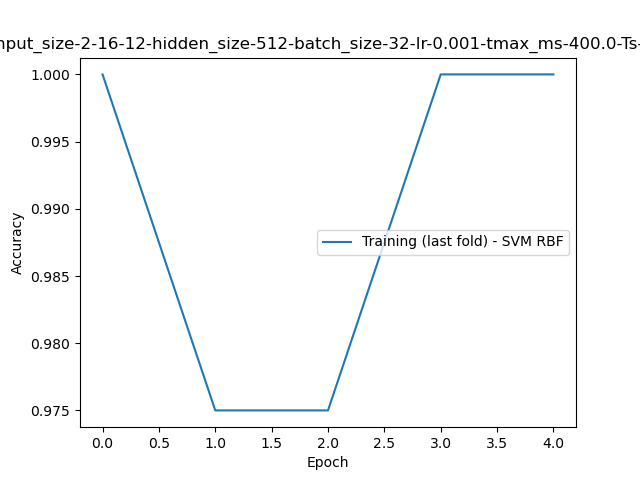 nput_size-2-16-12-hidden_size-512-batch_size-32-lr-0.001-tmax_ms-400.0-Ts-
1.000
0.995
0.990
0.985
0.980
0.975
Accuracy
Training (last fold) - SVM RBF
0.0 0.5 1.0 1.5 2.0 2.5 3.0 3.5 4.0
Epoch